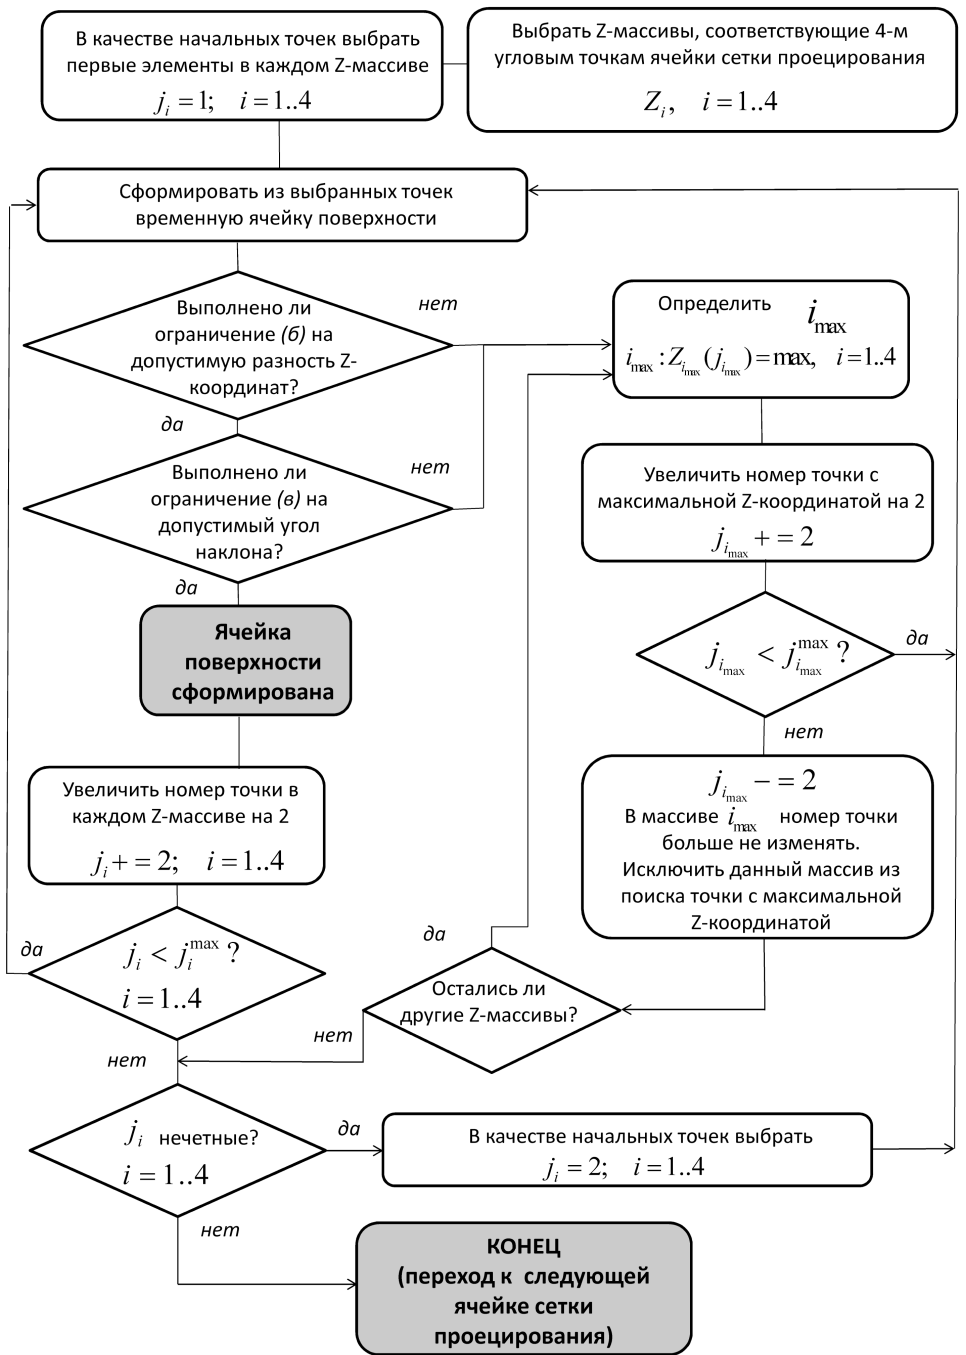 В качестве начальных точек выбрать
первые элементы в каждом Z-массиве
j_i = 1; i = 1..4
Выбрать Z-массивы, соответствующие 4-м
угловым точкам ячейки сетки проецирования
Z_i, i = 1..4
Сформировать из выбранных точек
временную ячейку поверхности
Выполнено ли
ограничение (б) на
допустимую разность Z-
координат?
нет
да
Определить i_max
i_max : Z_{i_max}(j_{i_max}) = max, i = 1..4
Выполнено ли
ограничение (в) на
допустимый угол
наклона?
нет
да
Увеличить номер точки с
максимальной Z-координатой на 2
j_{i_max} + = 2
Ячейка
поверхности
сформирована
j_{i_max} < j_{i_max}^{max} ?
да
нет
Увеличить номер точки в
каждом Z-массиве на 2
j_i + = 2; i = 1..4
j_{i_max} − = 2
В массиве i_max номер точки
больше не изменять.
Исключить данный массив из
поиска точки с максимальной
Z-координатой
j_i < j_i^{max} ?
i = 1..4
да
нет
Остались ли
другие Z-массивы?
да
нет
j_i нечетные?
i = 1..4
да
нет
В качестве начальных точек выбрать
j_i = 2; i = 1..4
КОНЕЦ
(переход к следующей
ячейке сетки
проецирования)